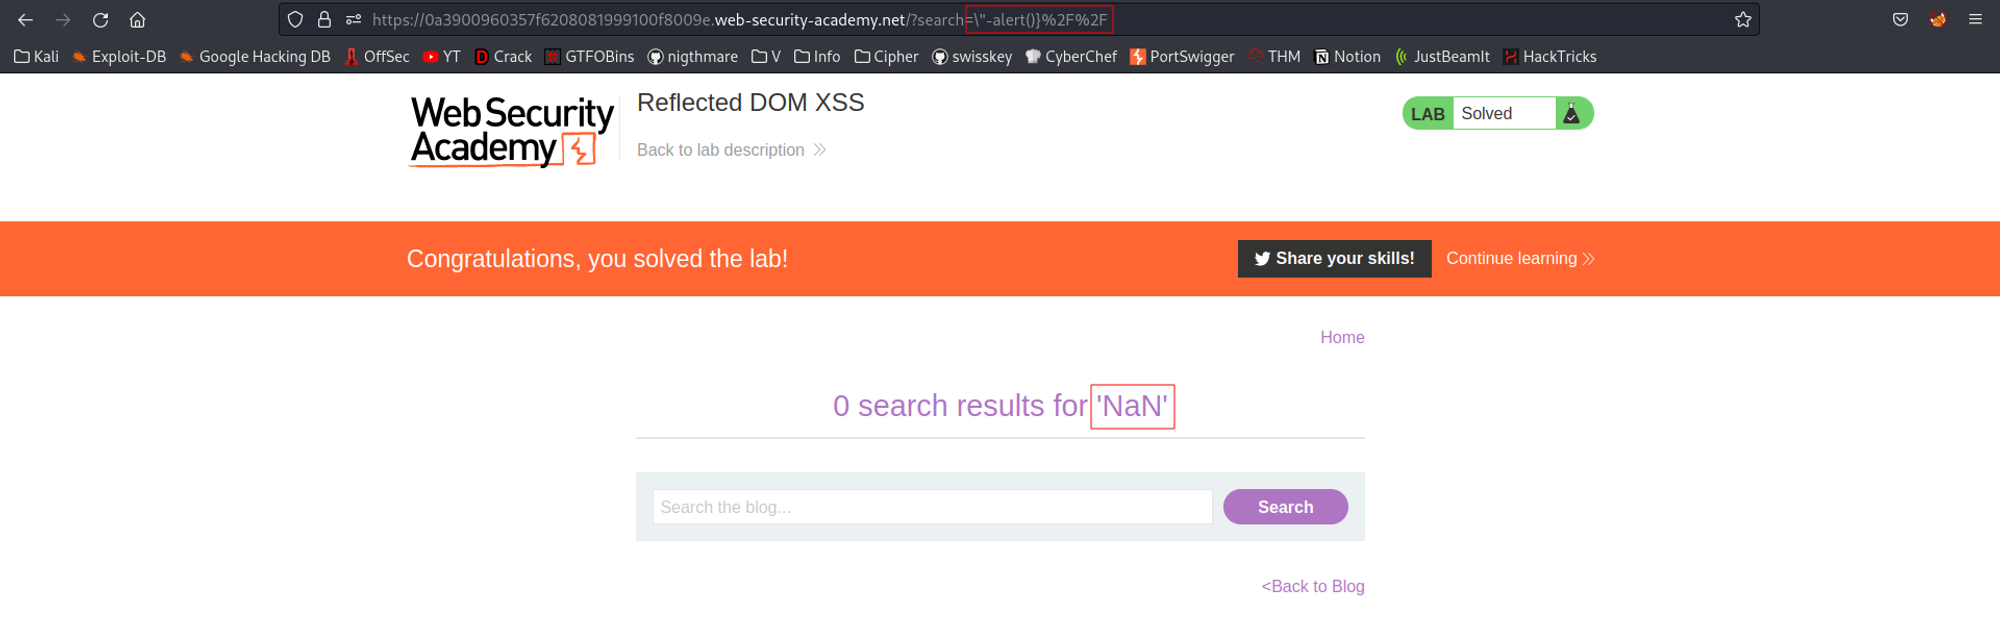 https://0a3900960357f6208081999100f8009e.web-security-academy.net/?search=\"-alert()}%2F%2F
Kali Exploit-DB Google Hacking DB OffSec YT Crack GTFOBins nigthmare V Info Cipher swisskey CyberChef PortSwigger THM Notion JustBeamIt HackTricks
Web Security
Academy
Reflected DOM XSS
Back to lab description
LAB Solved
Congratulations, you solved the lab!
Share your skills!
Continue learning
Home
0 search results for 'NaN'
Search the blog...
Search
<Back to Blog